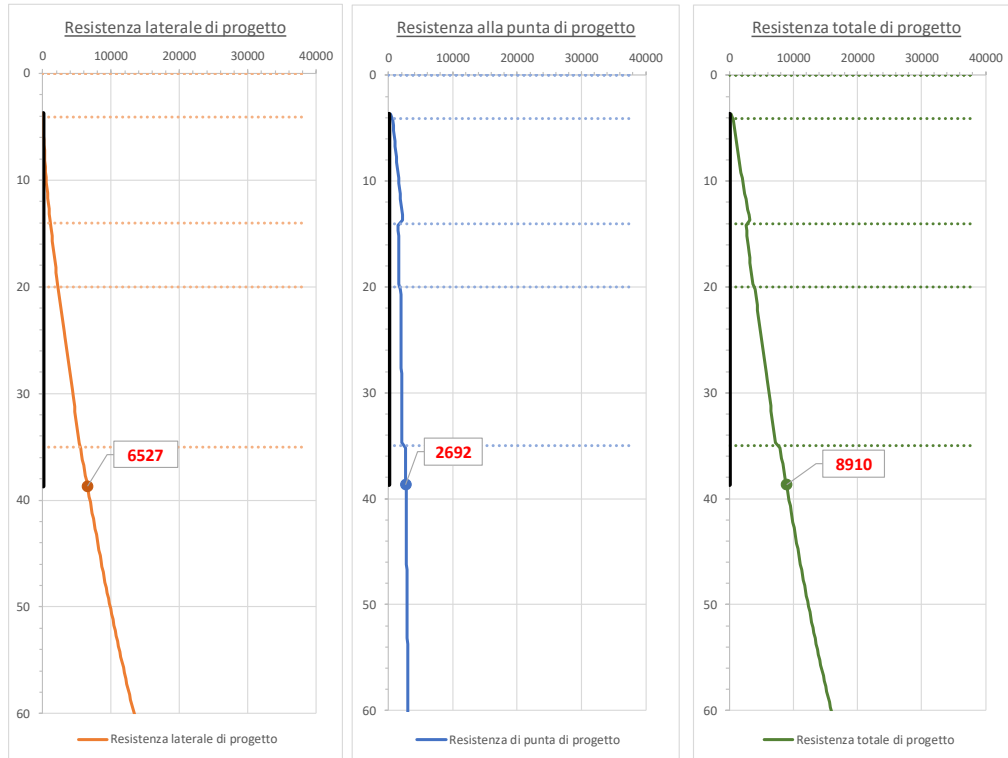 Resistenza laterale di progetto
0 10000 20000 30000 40000
0
10
20
30
40
50
60
6527
Resistenza laterale di progetto
Resistenza alla punta di progetto
0 10000 20000 30000 40000
0
10
20
30
40
50
60
2692
Resistenza di punta di progetto
Resistenza totale di progetto
0 10000 20000 30000 40000
0
10
20
30
40
50
60
8910
Resistenza totale di progetto